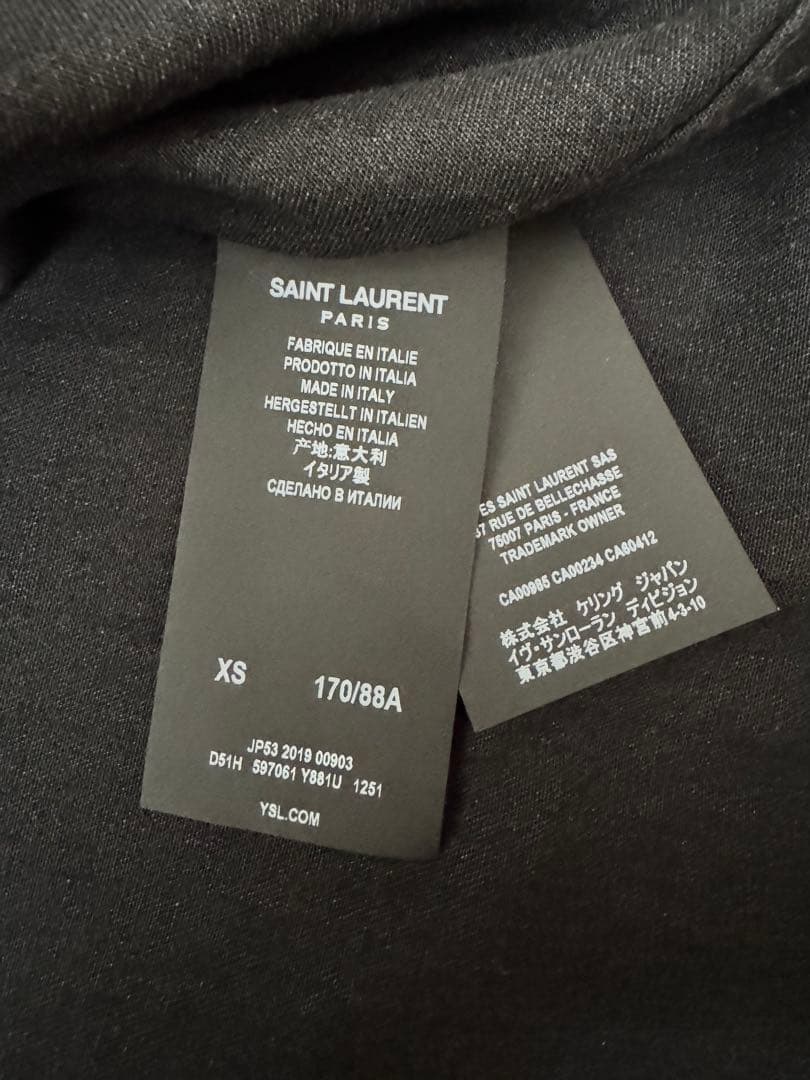 SAINT LAURENT
PARIS
FABRIQUE EN ITALIE
PRODOTTO IN ITALIA
MADE IN ITALY
HERGESTELLT IN ITALIEN
HECHO EN ITALIA
产地:意大利
イタリア製
СДЕЛАНО В ИТАЛИИ
XS 170/88A
JP53 2019 00903
D51H 597061 Y881U 1251
YSL.COM
ES SAINT LAURENT SAS
37 RUE DE BELLECHASSE
75007 PARIS - FRANCE
TRADEMARK OWNER
CA00985 CA00234 CA60412
株式会社 ケリング ジャパン
イヴ・サンローラン ディビジョン
東京都渋谷区神宮前4-3-10